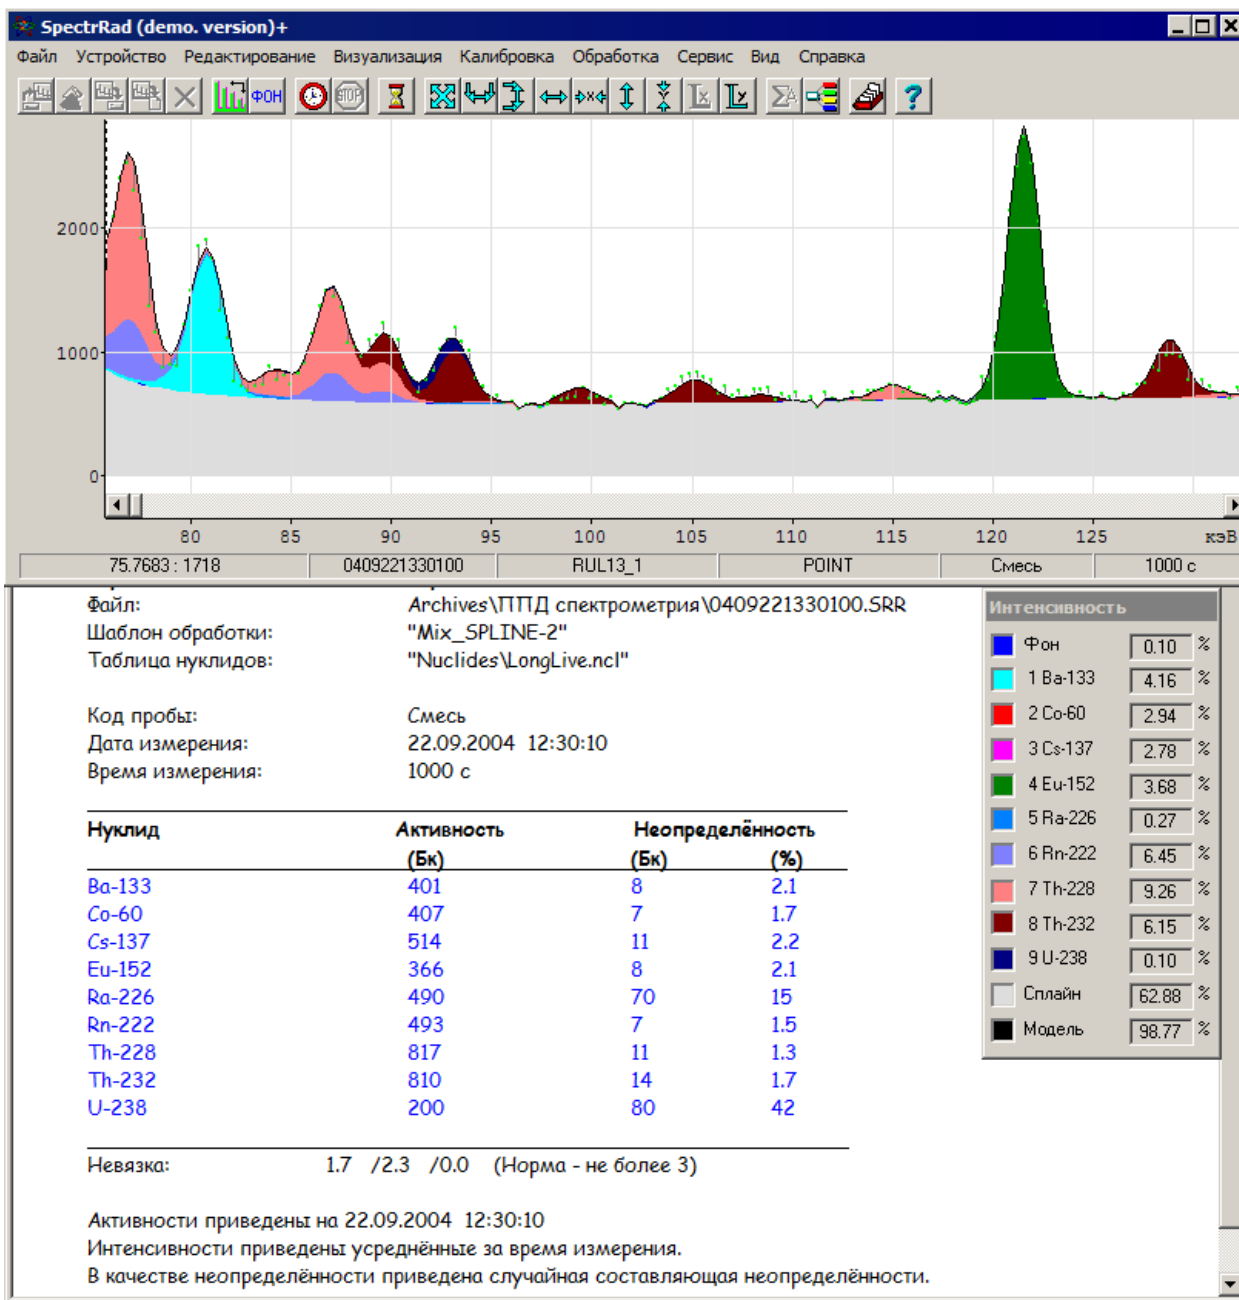 SpectrRad (demo. version)+
Файл Устройство Редактирование Визуализация Калибровка Обработка Сервис Вид Справка
ФОН STOP
2000
1000
0
80 85 90 95 100 105 110 115 120 125 кэВ
75.7683 : 1718 0409221330100 RUL13_1 POINT Смесь 1000 с
Файл: Archives\ППД спектрометрия\0409221330100.SRR
Шаблон обработки: "Mix_SPLINE-2"
Таблица нуклидов: "Nuclides\LongLive.ncl"
Код пробы: Смесь
Дата измерения: 22.09.2004 12:30:10
Время измерения: 1000 с
Нуклид Активность Неопределённость
(Бк) (Бк) (%)
Ba-133 401 8 2.1
Co-60 407 7 1.7
Cs-137 514 11 2.2
Eu-152 366 8 2.1
Ra-226 490 70 15
Rn-222 493 7 1.5
Th-228 817 11 1.3
Th-232 810 14 1.7
U-238 200 80 42
Невязка: 1.7 /2.3 /0.0 (Норма - не более 3)
Активности приведены на 22.09.2004 12:30:10
Интенсивности приведены усреднённые за время измерения.
В качестве неопределённости приведена случайная составляющая неопределённости.
Интенсивность
Фон 0.10 %
1 Ba-133 4.16 %
2 Co-60 2.94 %
3 Cs-137 2.78 %
4 Eu-152 3.68 %
5 Ra-226 0.27 %
6 Rn-222 6.45 %
7 Th-228 9.26 %
8 Th-232 6.15 %
9 U-238 0.10 %
Сплайн 62.88 %
Модель 98.77 %